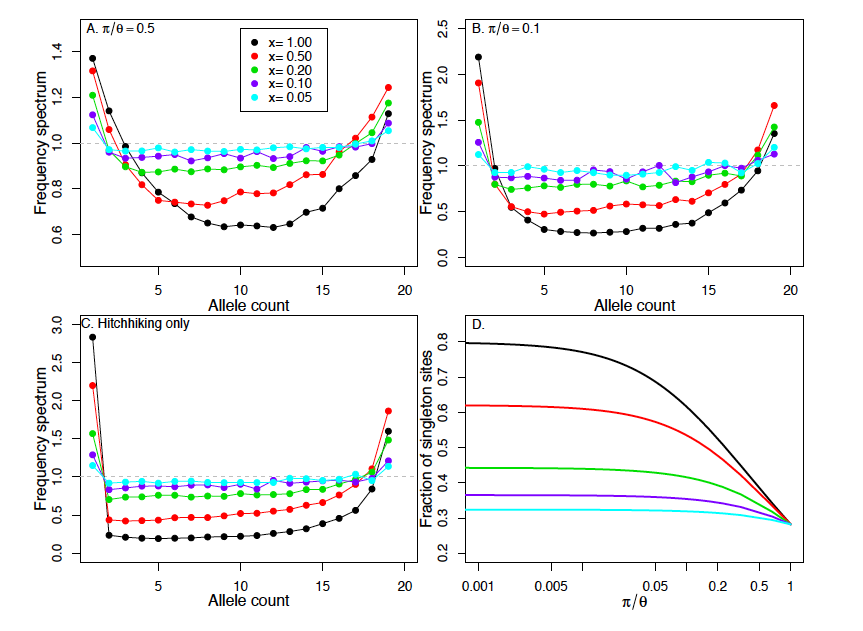 A. π/θ = 0.5
x= 1.00
x= 0.50
x= 0.20
x= 0.10
x= 0.05
Frequency spectrum
0.6 0.8 1.0 1.2 1.4
5 10 15 20
Allele count
B. π/θ = 0.1
Frequency spectrum
0.0 0.5 1.0 1.5 2.0 2.5
5 10 15 20
Allele count
C. Hitchhiking only
Frequency spectrum
0.0 0.5 1.0 1.5 2.0 2.5 3.0
5 10 15 20
Allele count
D.
Fraction of singleton sites
0.2 0.3 0.4 0.5 0.6 0.7 0.8
0.001 0.005 0.05 0.2 0.5 1
π/θ